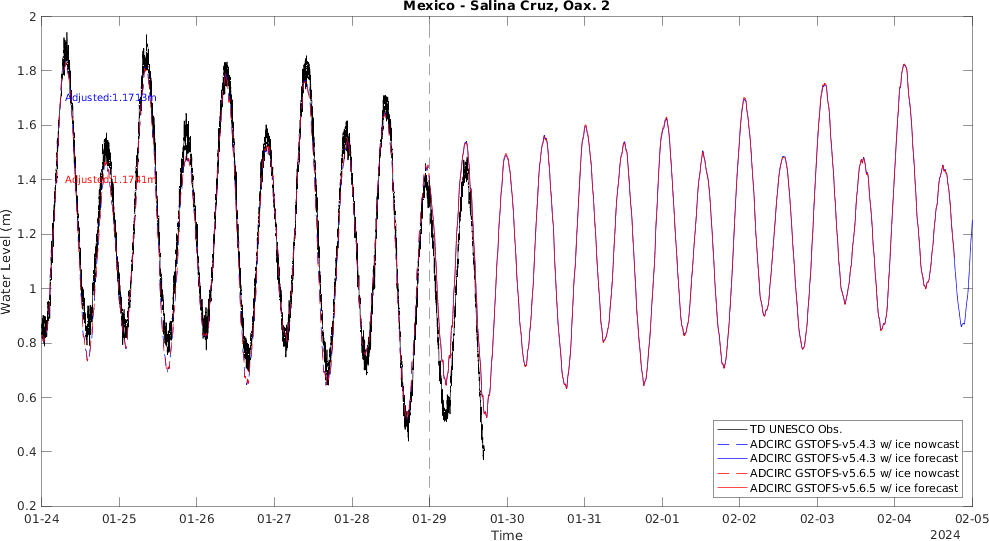 Mexico - Salina Cruz, Oax. 2
2
1.8
1.6
1.4
1.2
1
0.8
0.6
0.4
0.2
Water Level (m)
Adjusted:1.1713m
Adjusted:1.1741m
TD UNESCO Obs.
ADCIRC GSTOFS-v5.4.3 w/ ice nowcast
ADCIRC GSTOFS-v5.4.3 w/ ice forecast
ADCIRC GSTOFS-v5.6.5 w/ ice nowcast
ADCIRC GSTOFS-v5.6.5 w/ ice forecast
01-24 01-25 01-26 01-27 01-28 01-29 01-30 01-31 02-01 02-02 02-03 02-04 02-05
Time
2024